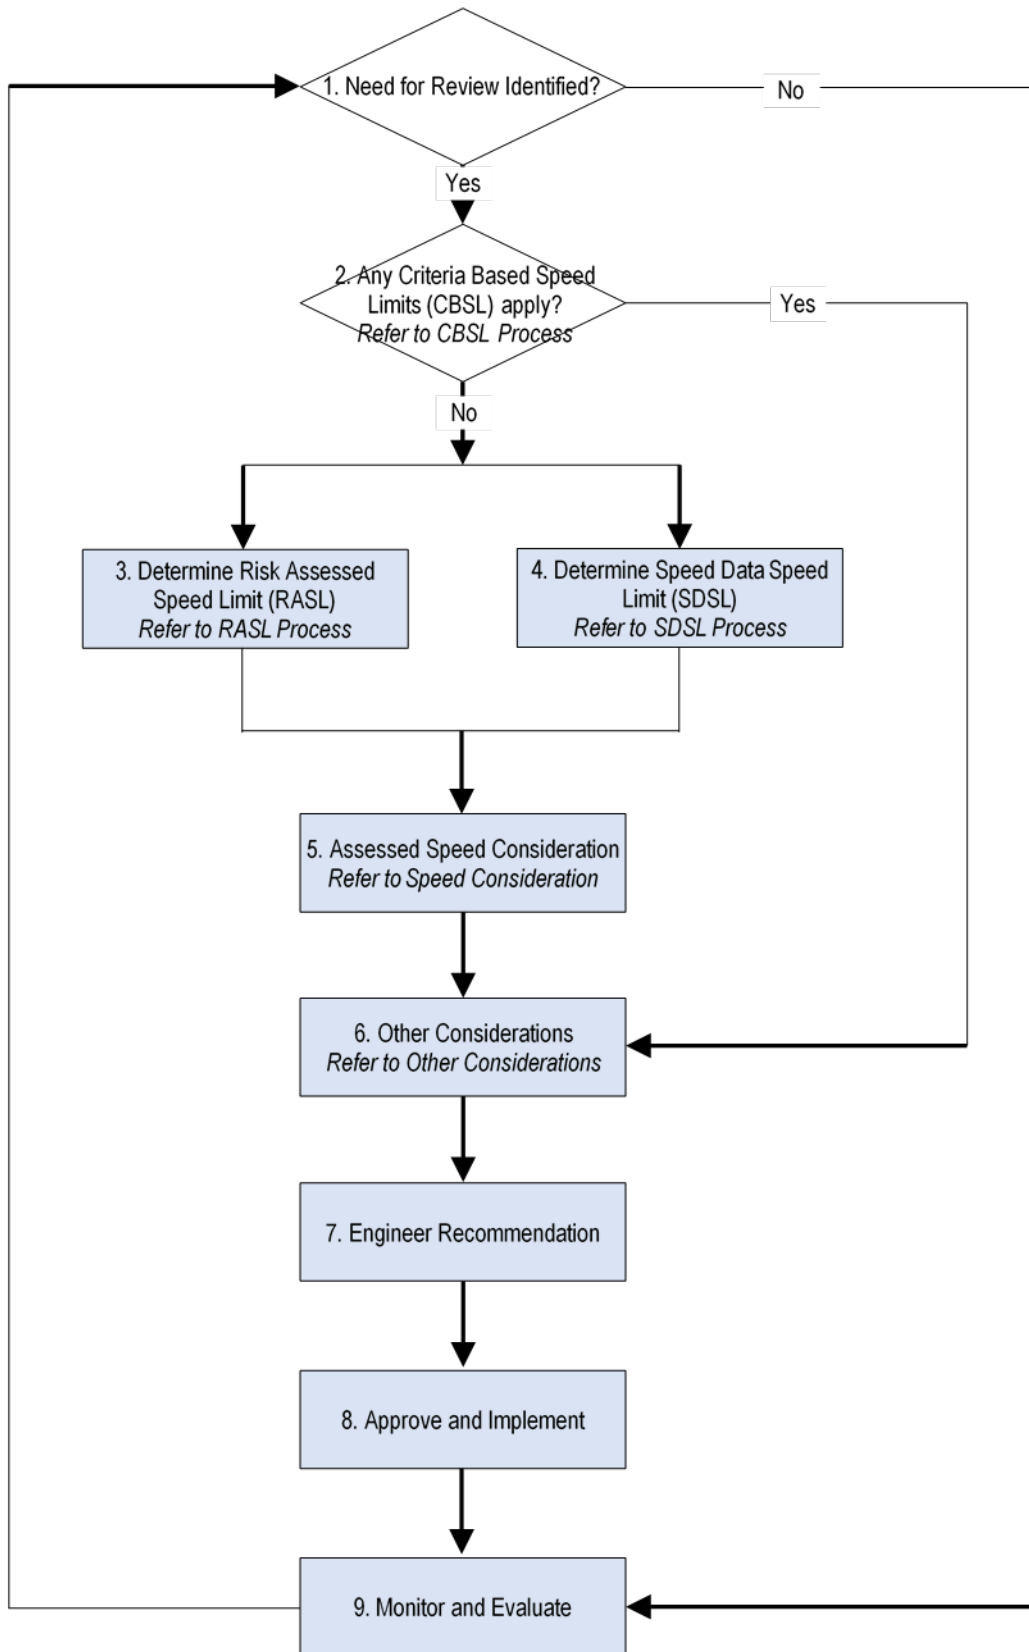 1. Need for Review Identified?
No
Yes
2. Any Criteria Based Speed
Limits (CBSL) apply?
Refer to CBSL Process
Yes
No
3. Determine Risk Assessed
Speed Limit (RASL)
Refer to RASL Process
4. Determine Speed Data Speed
Limit (SDSL)
Refer to SDSL Process
5. Assessed Speed Consideration
Refer to Speed Consideration
6. Other Considerations
Refer to Other Considerations
7. Engineer Recommendation
8. Approve and Implement
9. Monitor and Evaluate